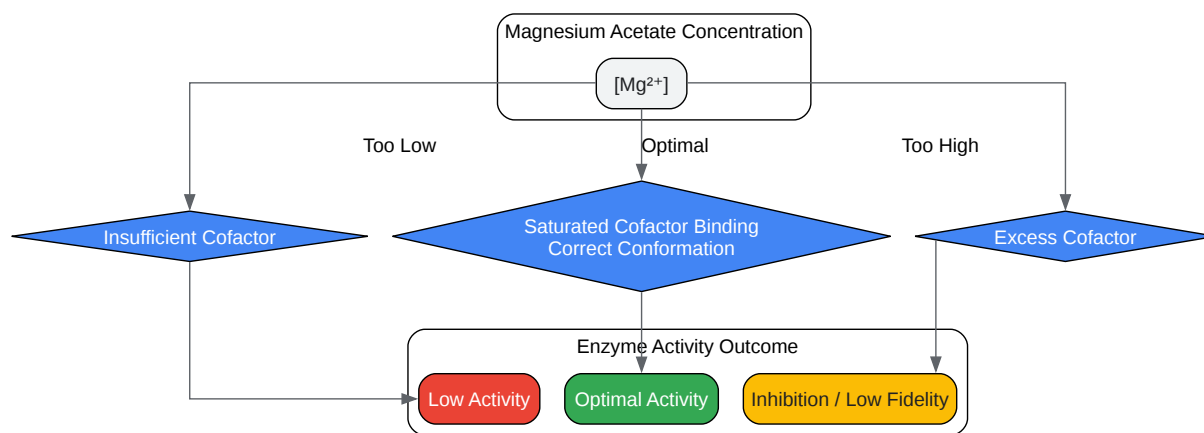 Magnesium Acetate Concentration
[Mg²⁺]
Too Low
Optimal
Too High
Insufficient Cofactor
Saturated Cofactor Binding
Correct Conformation
Excess Cofactor
Enzyme Activity Outcome
Low Activity
Optimal Activity
Inhibition / Low Fidelity